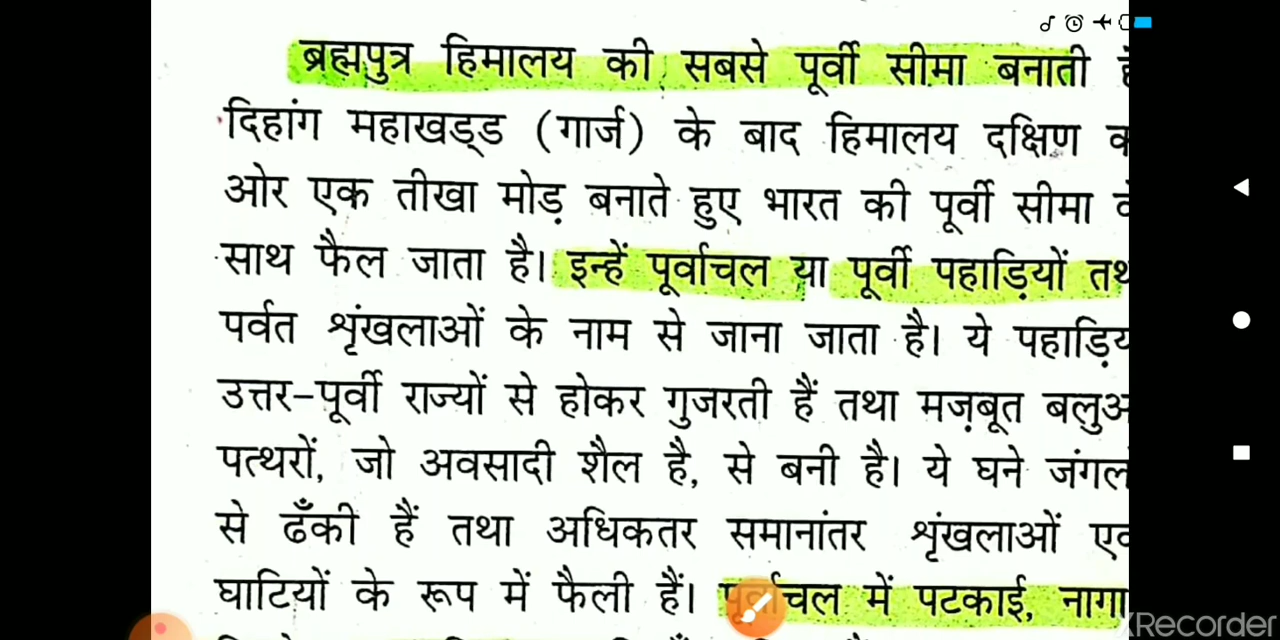 ब्रह्मपुत्र हिमालय की सबसे पूर्वी सीमा बनाती
दिहांग महाखड्ड (गार्ज) के बाद हिमालय दक्षिण
ओर एक तीखा मोड़ बनाते हुए भारत की पूर्वी सीमा
साथ फैल जाता है। इन्हें पूर्वाचल या पूर्वी पहाड़ियों
पर्वत शृंखलाओं के नाम से जाना जाता है। ये
उत्तर-पूर्वी राज्यों से होकर गुजरती हैं तथा मज़बूत
पत्थरों, जो अवसादी शैल है, से बनी है। ये घने
से ढँकी हैं तथा अधिकतर समानांतर शृंखलाओं
घाटियों के रूप में फैली हैं। पूर्वाचल में पटकाई, नागा
XRecorder